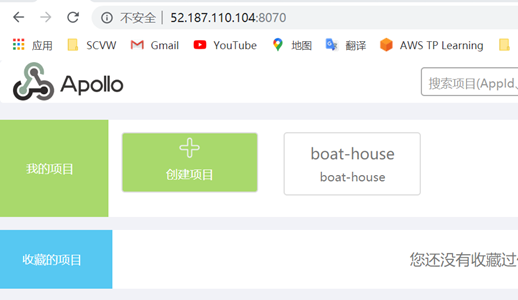 不安全 | 52.187.110.104:8070
应用 SCVW Gmail YouTube 地图 翻译 AWS TP Learning
Apollo
搜索项目(AppId、
我的项目
创建项目
boat-house
boat-house
收藏的项目
您还没有收藏过